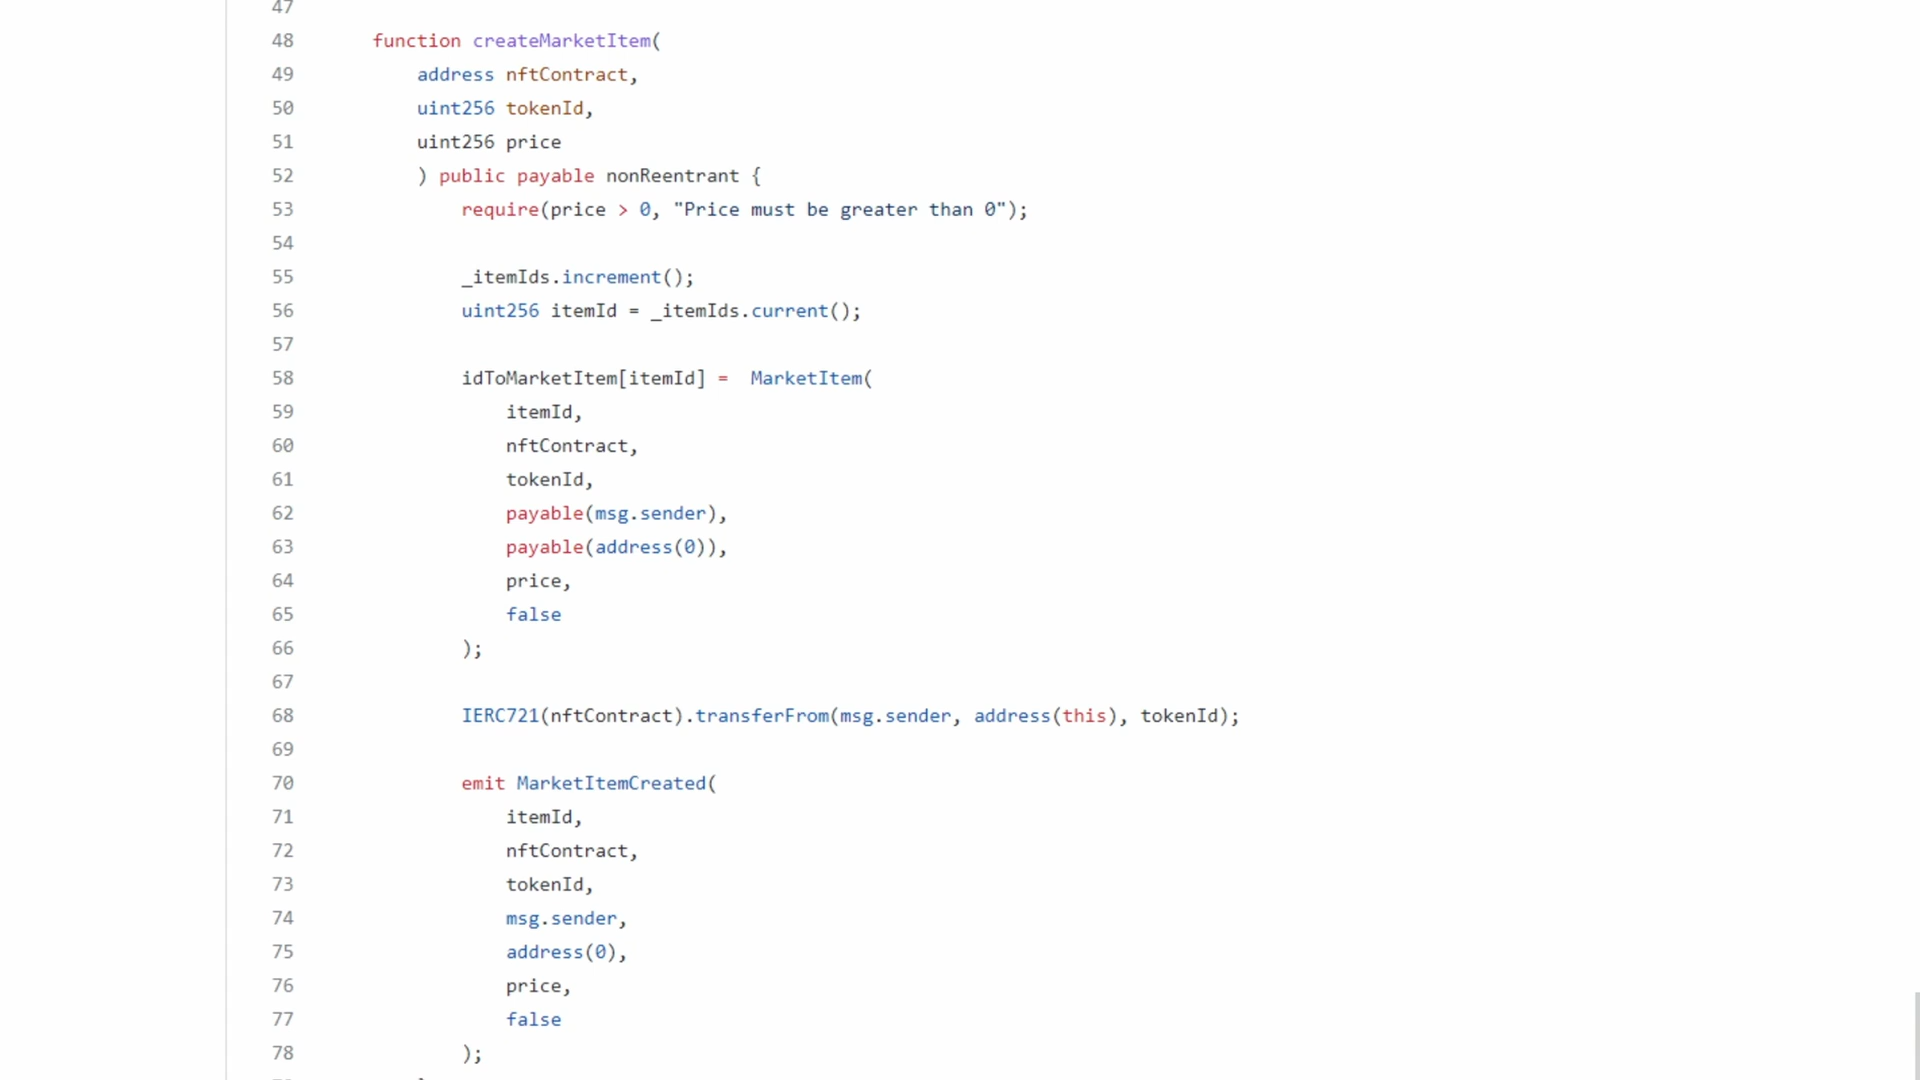 47
48 function createMarketItem(
49 address nftContract,
50 uint256 tokenId,
51 uint256 price
52 ) public payable nonReentrant {
53 require(price > 0, "Price must be greater than 0");
54
55 _itemIds.increment();
56 uint256 itemId = _itemIds.current();
57
58 idToMarketItem[itemId] =  MarketItem(
59 itemId,
60 nftContract,
61 tokenId,
62 payable(msg.sender),
63 payable(address(0)),
64 price,
65 false
66 );
67
68 IERC721(nftContract).transferFrom(msg.sender, address(this), tokenId);
69
70 emit MarketItemCreated(
71 itemId,
72 nftContract,
73 tokenId,
74 msg.sender,
75 address(0),
76 price,
77 false
78 );